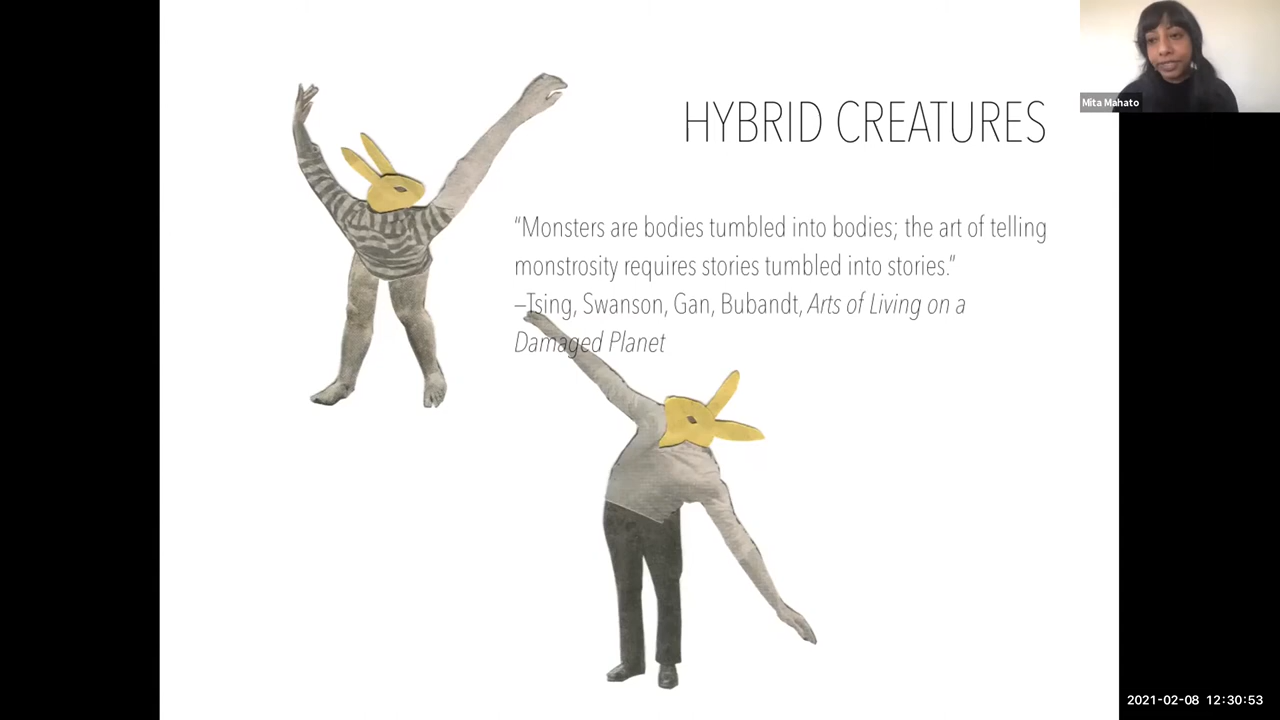 HYBRID CREATURES
Mita Mahato
“Monsters are bodies tumbled into bodies; the art of telling
monstrosity requires stories tumbled into stories.”
–Tsing, Swanson, Gan, Bubandt, Arts of Living on a
Damaged Planet
2021-02-08 12:30:53